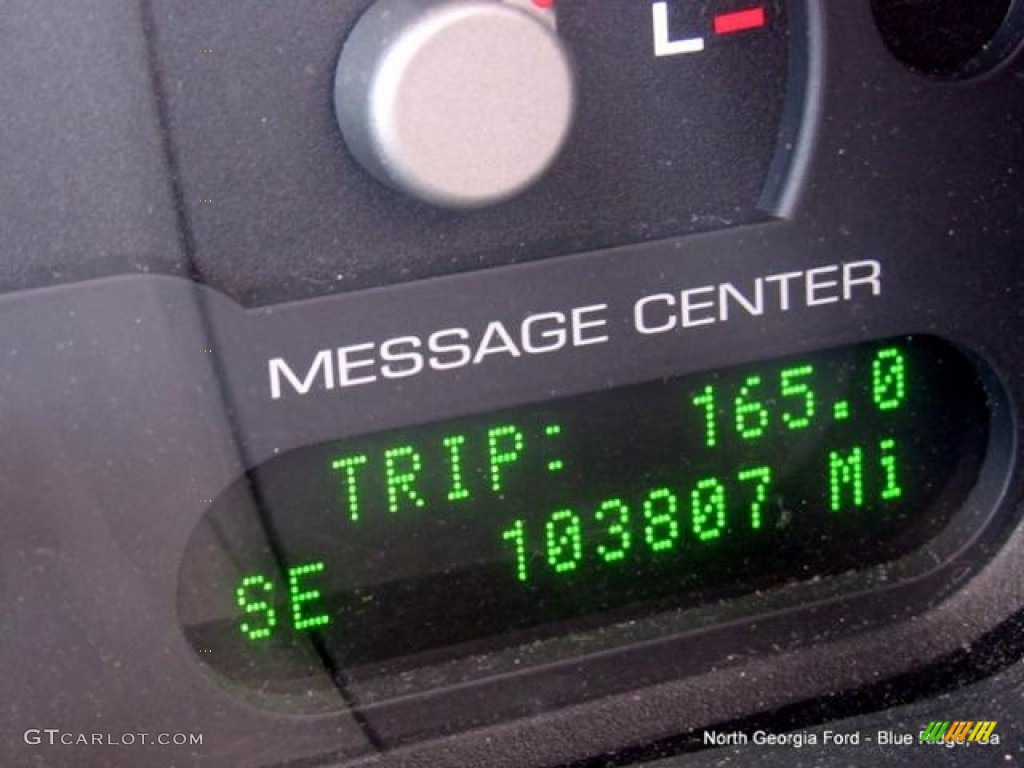 L
MESSAGE CENTER
TRIP: 165.0
SE 103807 Mi
GTCARLOT.COM
North Georgia Ford - Blue Ridge, Ga